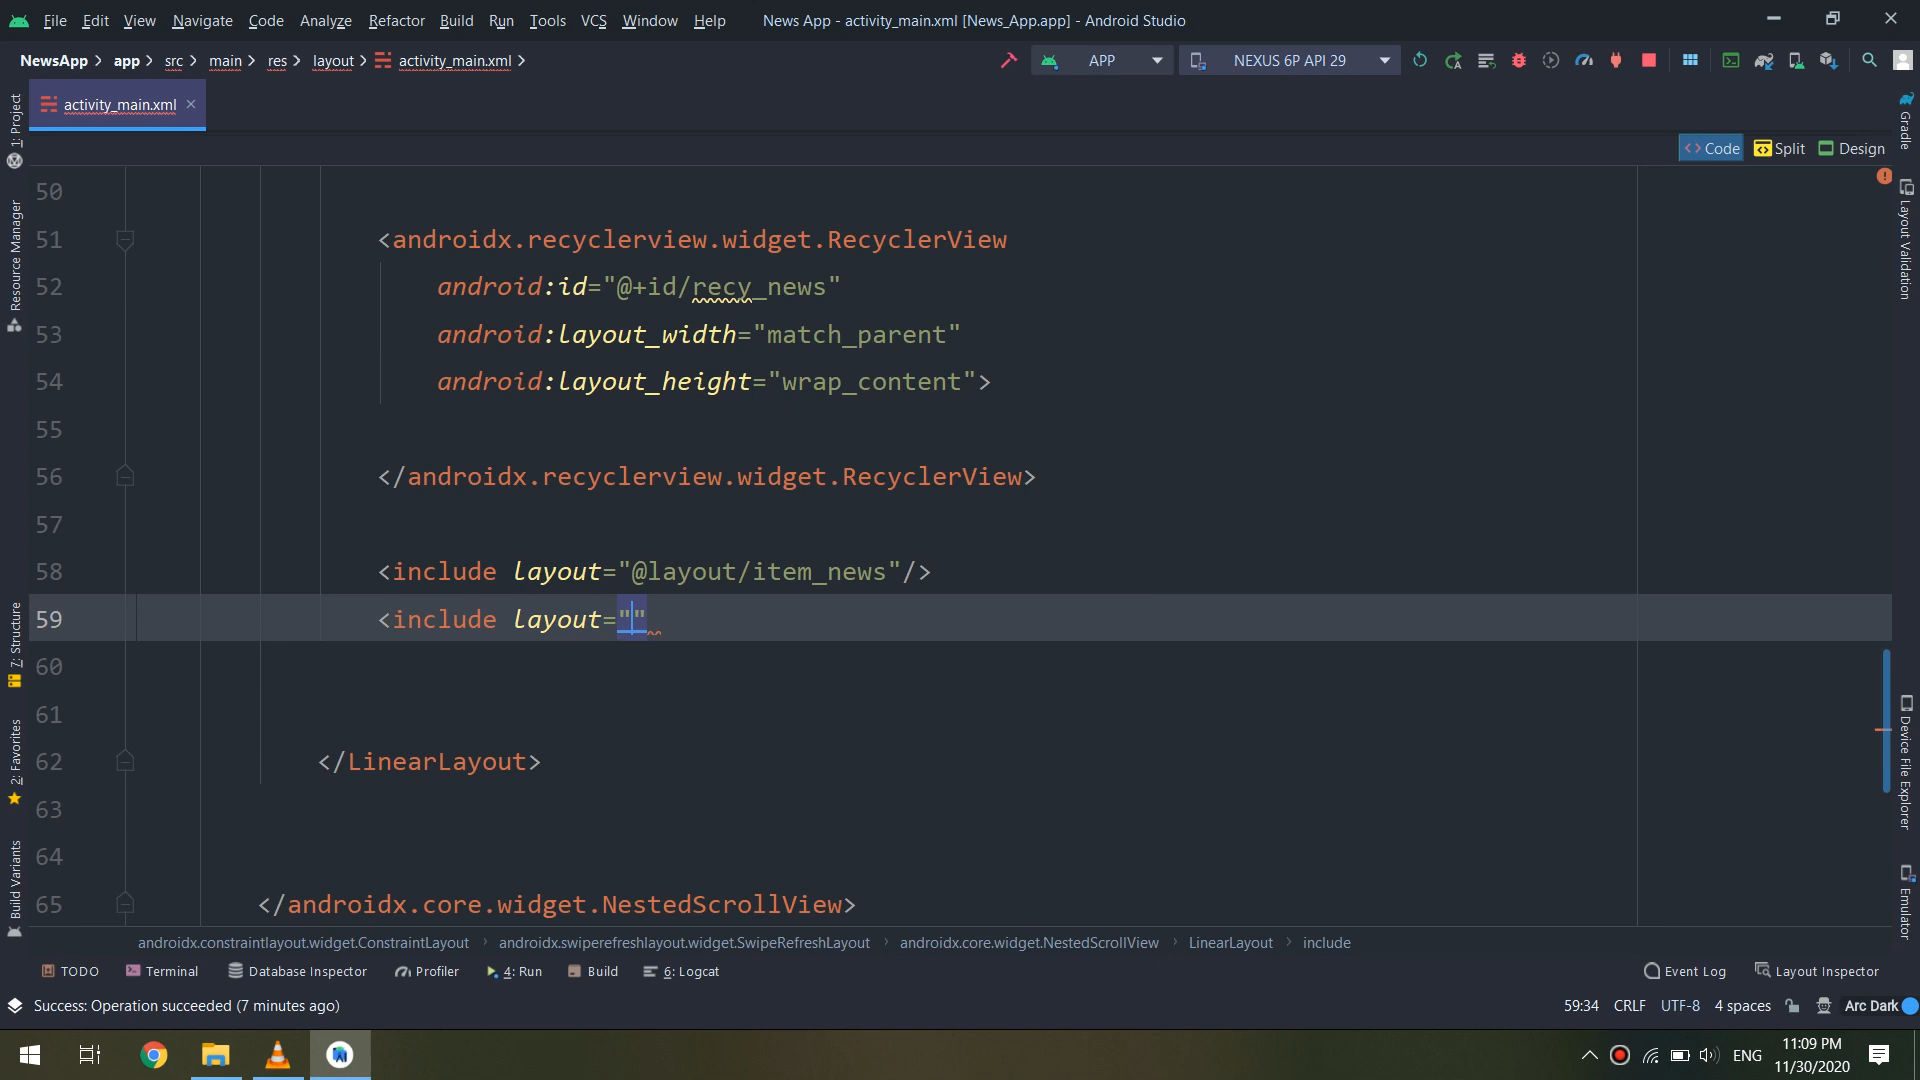 File Edit View Navigate Code Analyze Refactor Build Run Tools VCS Window Help News App - activity_main.xml [News_App.app] - Android Studio
NewsApp app src main res layout activity_main.xml APP NEXUS 6P API 29
activity_main.xml
Code Split Design
1: Project
Resource Manager
7: Structure
2: Favorites
Build Variants
Gradle
Layout Validation
Device File Explorer
Emulator
50
51 <androidx.recyclerview.widget.RecyclerView
52 android:id="@+id/recy_news"
53 android:layout_width="match_parent"
54 android:layout_height="wrap_content">
55
56 </androidx.recyclerview.widget.RecyclerView>
57
58 <include layout="@layout/item_news"/>
59 <include layout=""
60
61
62 </LinearLayout>
63
64
65 </androidx.core.widget.NestedScrollView>
androidx.constraintlayout.widget.ConstraintLayout androidx.swiperefreshlayout.widget.SwipeRefreshLayout androidx.core.widget.NestedScrollView LinearLayout include
TODO Terminal Database Inspector Profiler 4: Run Build 6: Logcat Event Log Layout Inspector
Success: Operation succeeded (7 minutes ago) 59:34 CRLF UTF-8 4 spaces Arc Dark
ENG 11:09 PM
11/30/2020